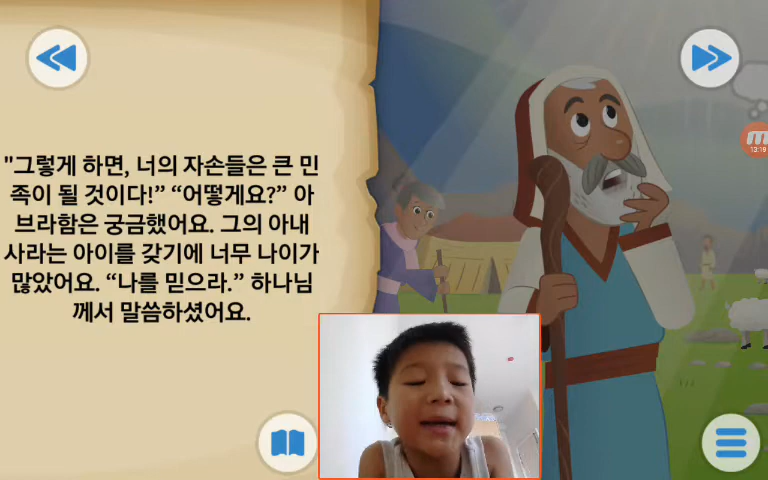 "그렇게 하면, 너의 자손들은 큰 민
족이 될 것이다!” “어떻게요?” 아
브라함은 궁금했어요. 그의 아내
사라는 아이를 갖기에 너무 나이가
많았어요. “나를 믿으라.” 하나님
께서 말씀하셨어요.
12:19